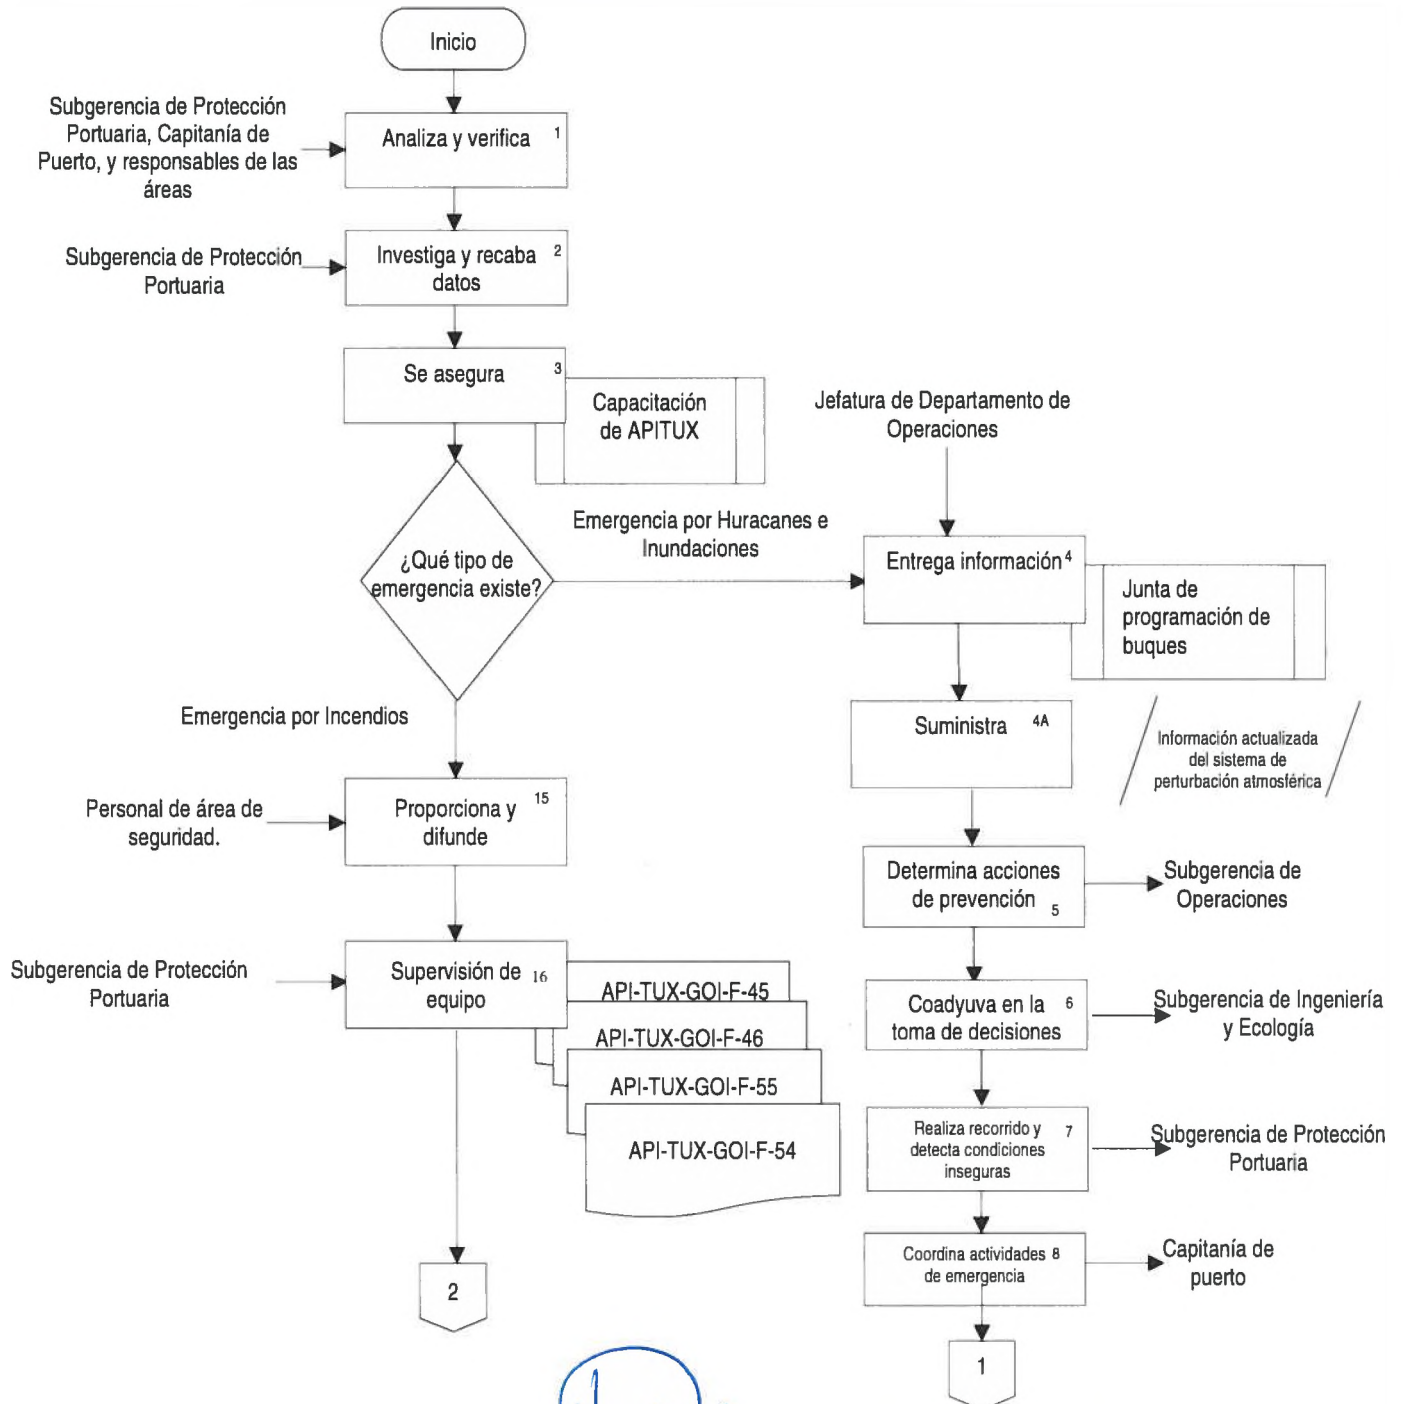 Inicio
Subgerencia de Protección
Portuaria, Capitanía de
Puerto, y responsables de las
áreas
Analiza y verifica 1
Subgerencia de Protección
Portuaria
Investiga y recaba 2
datos
Se asegura 3
Capacitación
de APITUX
Jefatura de Departamento de
Operaciones
¿Qué tipo de
emergencia existe?
Emergencia por Huracanes e
Inundaciones
Entrega información 4
Junta de
programación de
buques
Suministra 4A
Información actualizada
del sistema de
perturbación atmosférica
Emergencia por Incendios
Personal de área de
seguridad.
Proporciona y 15
difunde
Determina acciones
de prevención 5
Subgerencia de
Operaciones
Subgerencia de Protección
Portuaria
Supervisión de 16
equipo
API-TUX-GOI-F-45
API-TUX-GOI-F-46
API-TUX-GOI-F-55
API-TUX-GOI-F-54
Coadyuva en la 6
toma de decisiones
Subgerencia de Ingeniería
y Ecología
Realiza recorrido y 7
detecta condiciones
inseguras
Subgerencia de Protección
Portuaria
Coordina actividades 8
de emergencia
Capitanía de
puerto
2
1